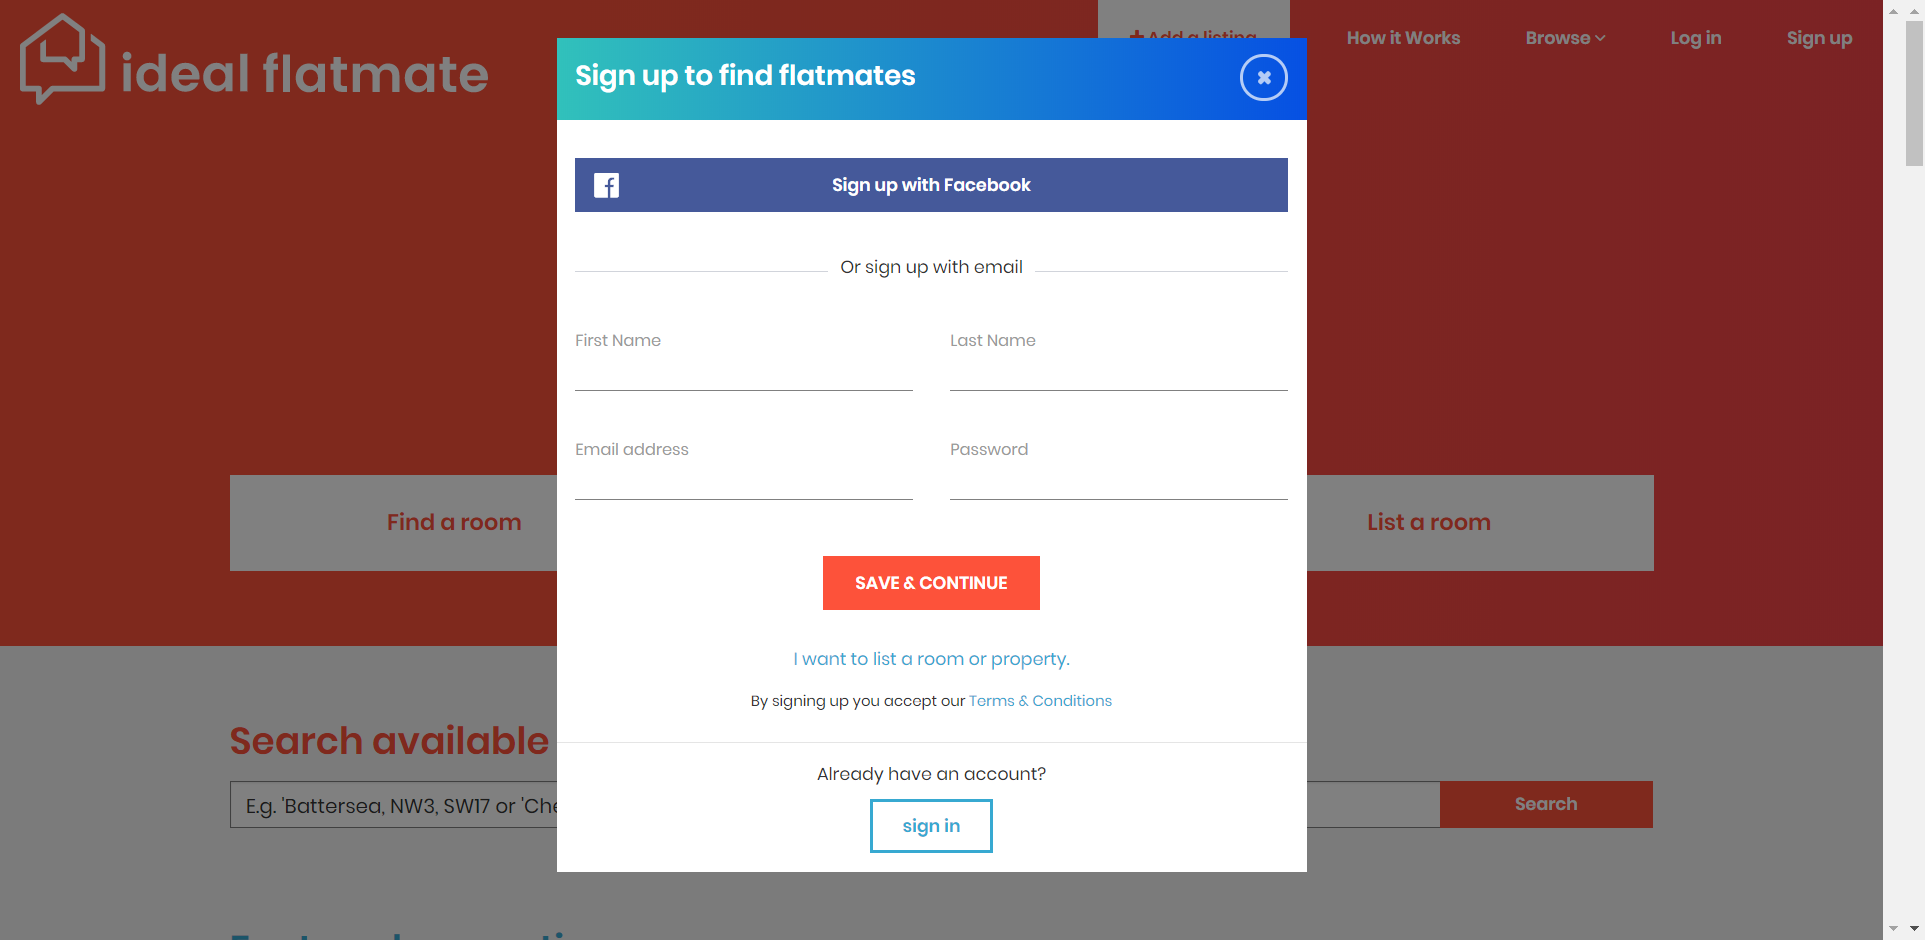 ideal flatmate
Add a listing
How it Works
Browse
Log in
Sign up
Sign up to find flatmates
Sign up with Facebook
Or sign up with email
First Name
Last Name
Email address
Password
Find a room
List a room
SAVE & CONTINUE
I want to list a room or property.
By signing up you accept our Terms & Conditions
Search available
Already have an account?
E.g. 'Battersea, NW3, SW17 or 'Che
Search
sign in